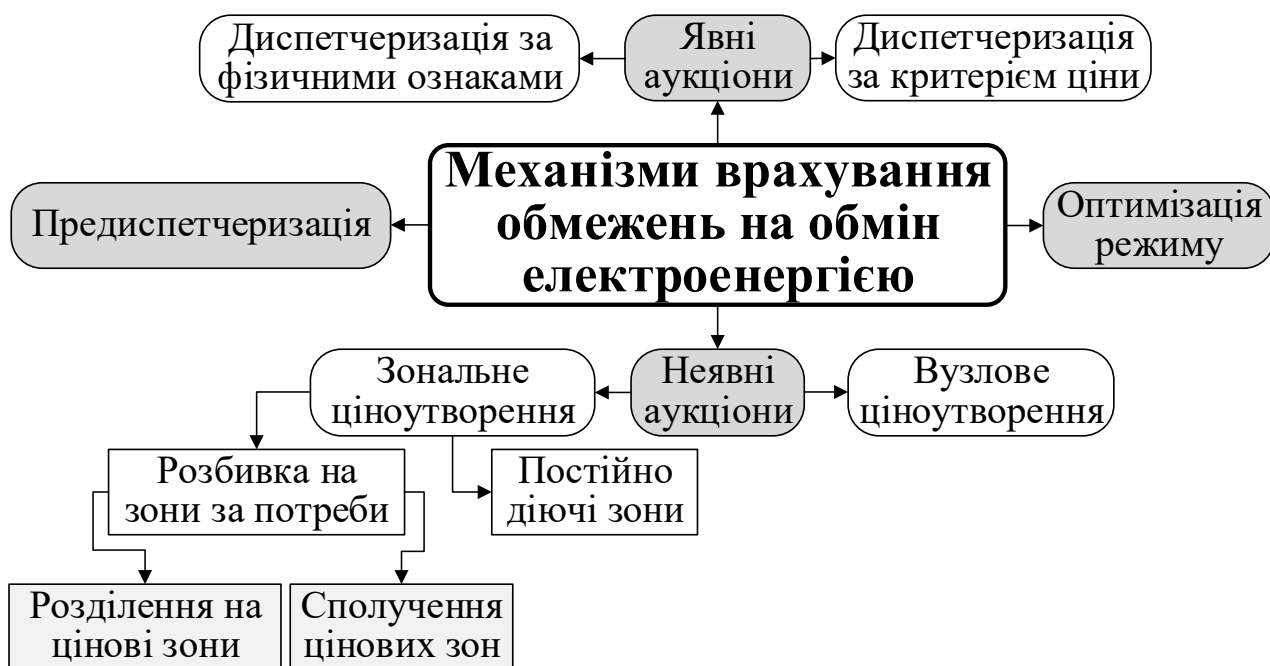 Диспетчеризація за
фізичними ознаками
Явні
аукціони
Диспетчеризація
за критерієм ціни
Механізми врахування
обмежень на обмін
електроенергією
Предиспетчеризація
Оптимізація
режиму
Зональне
ціноутворення
Неявні
аукціони
Вузлове
ціноутворення
Розбивка на
зони за потреби
Постійно
діючі зони
Розділення на
цінові зони
Сполучення
цінових зон